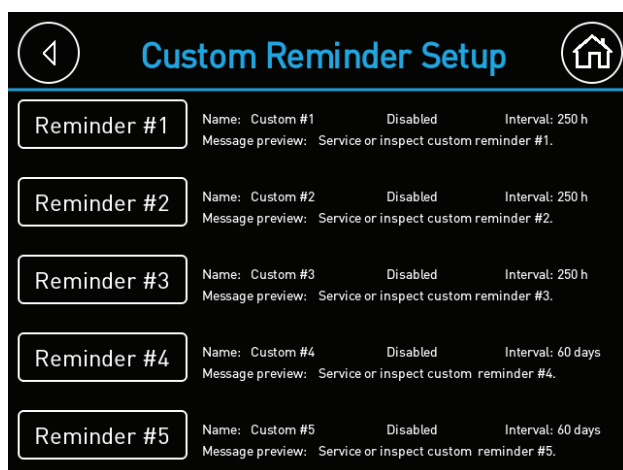 Custom Reminder Setup
Reminder #1
Name: Custom #1 Disabled Interval: 250 h
Message preview: Service or inspect custom reminder #1.
Reminder #2
Name: Custom #2 Disabled Interval: 250 h
Message preview: Service or inspect custom reminder #2.
Reminder #3
Name: Custom #3 Disabled Interval: 250 h
Message preview: Service or inspect custom reminder #3.
Reminder #4
Name: Custom #4 Disabled Interval: 60 days
Message preview: Service or inspect custom reminder #4.
Reminder #5
Name: Custom #5 Disabled Interval: 60 days
Message preview: Service or inspect custom reminder #5.